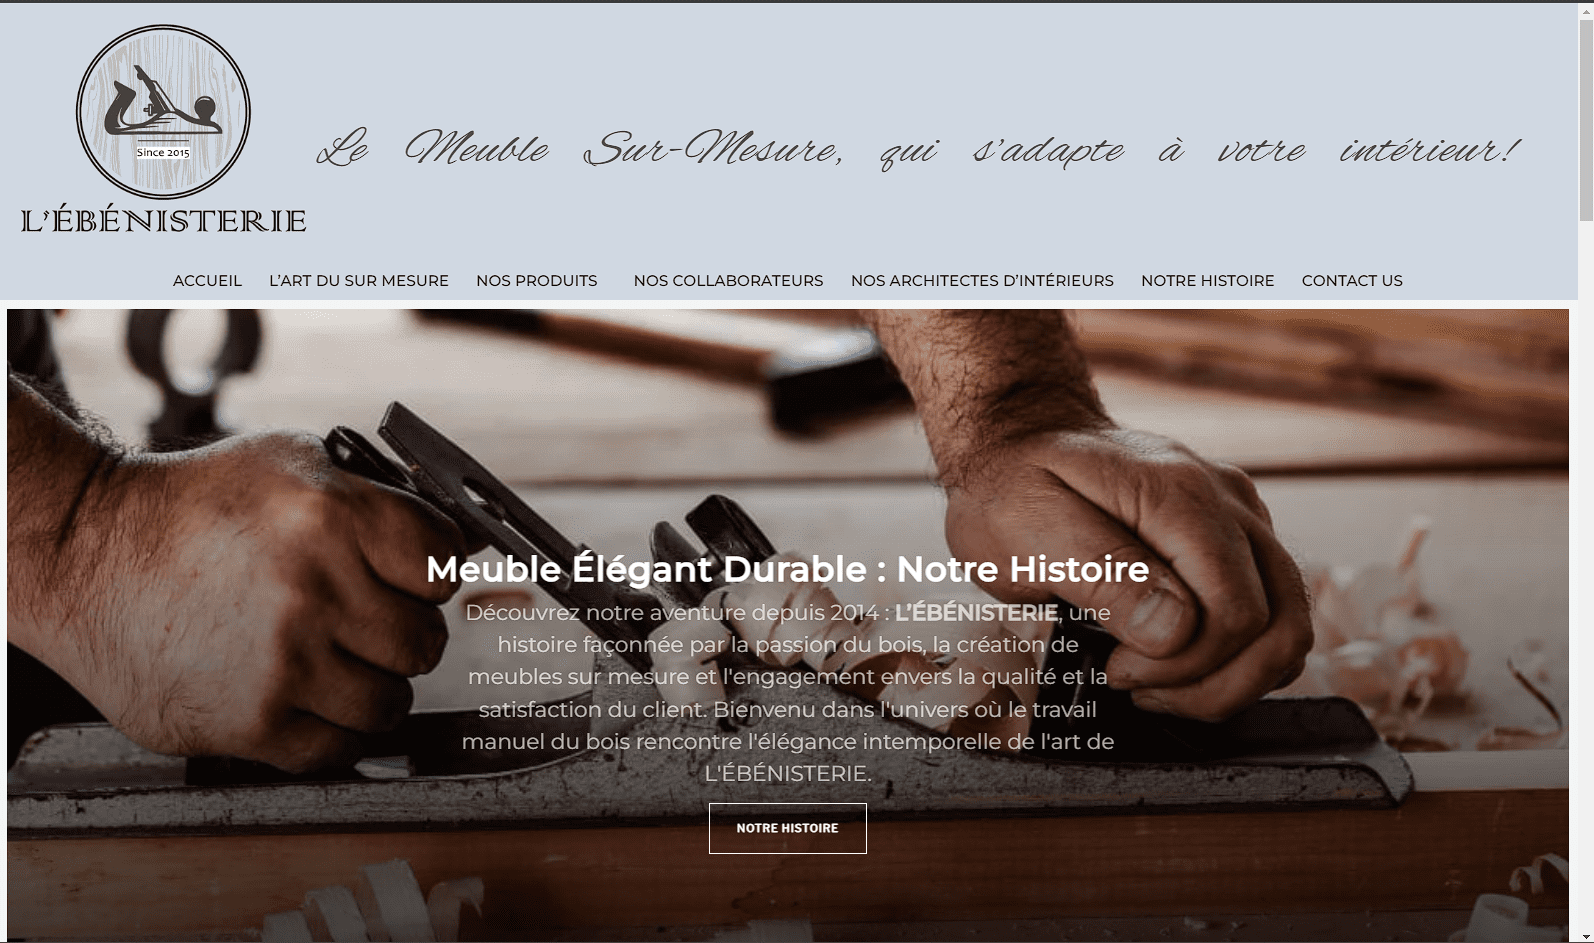 Since 2015
L'ÉBÉNISTERIE
Le Meuble Sur-Mesure, qui s'adapte à votre intérieur!
ACCUEIL L’ART DU SUR MESURE NOS PRODUITS NOS COLLABORATEURS NOS ARCHITECTES D’INTÉRIEURS NOTRE HISTOIRE CONTACT US
Meuble Élégant Durable : Notre Histoire
Découvrez notre aventure depuis 2014 : L’ÉBÉNISTERIE, une
histoire façonnée par la passion du bois, la création de
meubles sur mesure et l'engagement envers la qualité et la
satisfaction du client. Bienvenu dans l'univers où le travail
manuel du bois rencontre l'élégance intemporelle de l'art de
L'ÉBÉNISTERIE.
NOTRE HISTOIRE